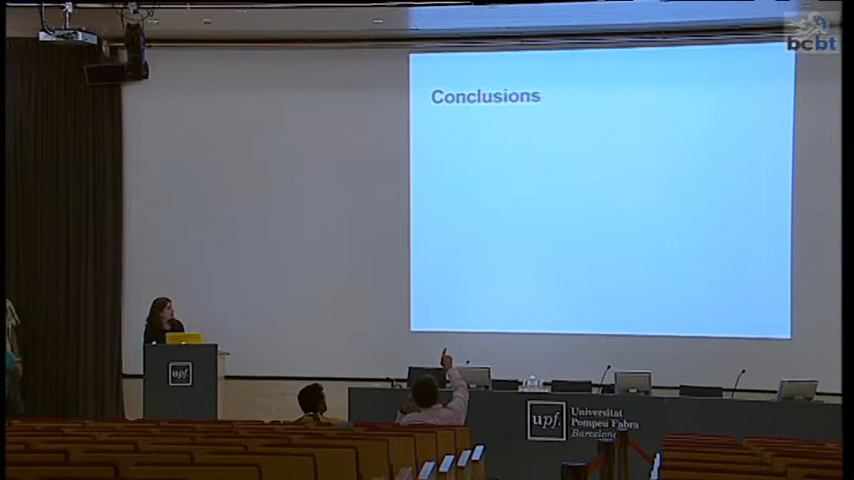 bcbt
Conclusions
upf.
upf.
Universitat
Pompeu Fabra
Barcelona